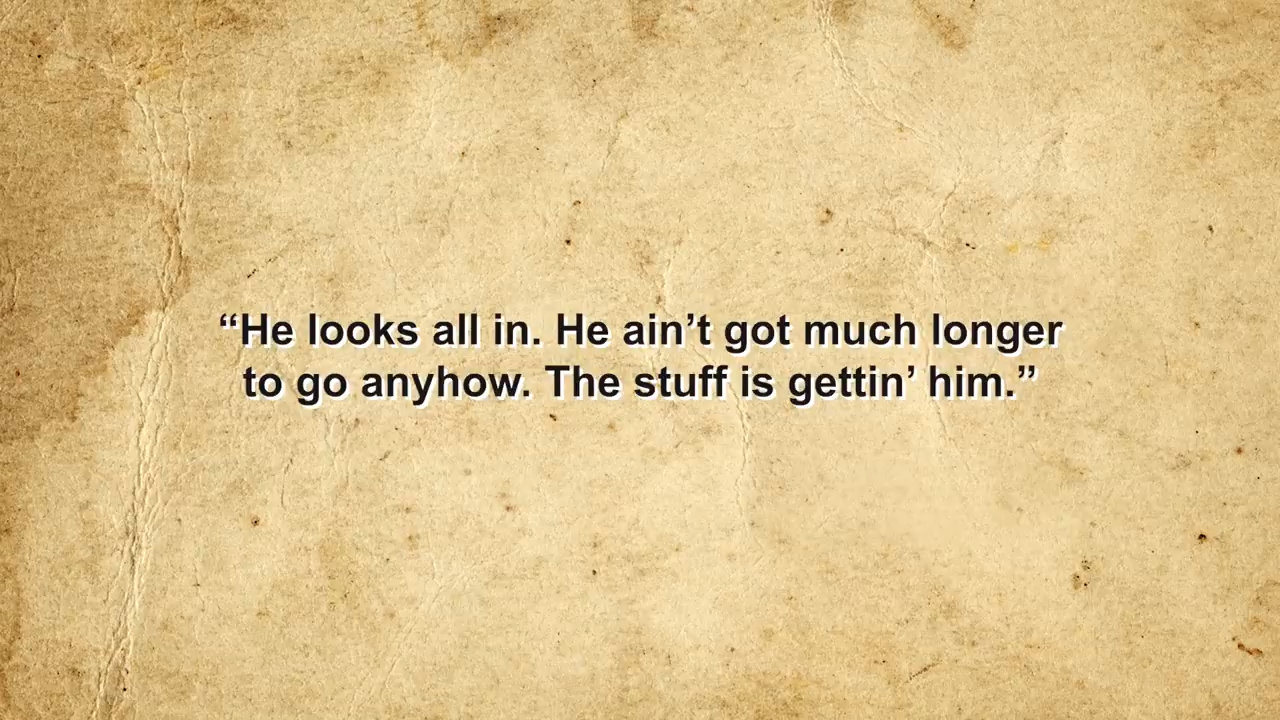 “He looks all in. He ain’t got much longer
to go anyhow. The stuff is gettin’ him.”